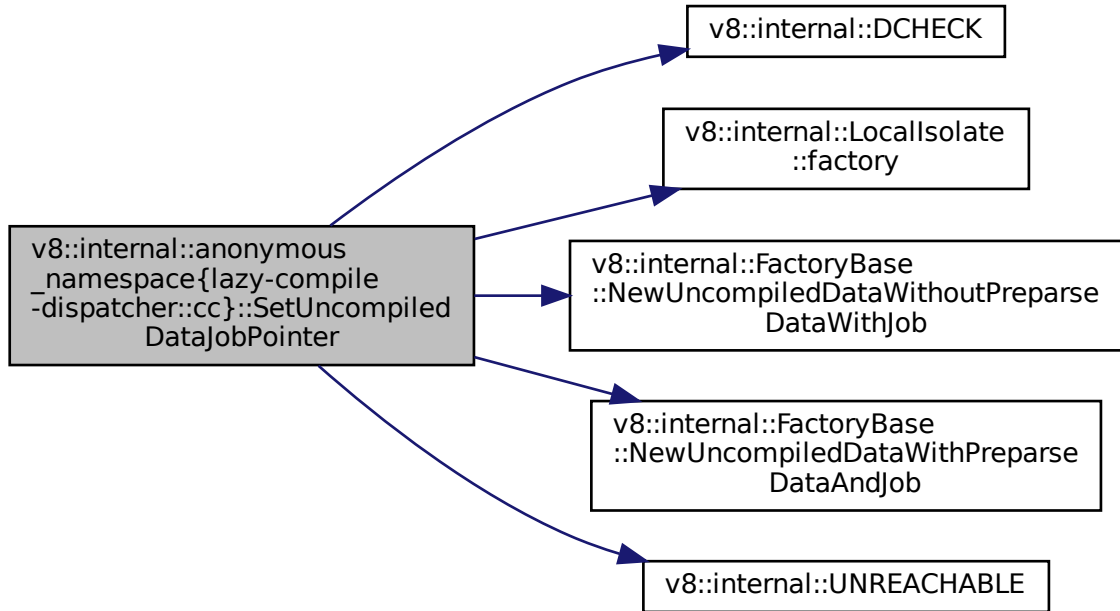 v8::internal::DCHECK
v8::internal::LocalIsolate
::factory
v8::internal::anonymous
_namespace{lazy-compile
-dispatcher::cc}::SetUncompiled
DataJobPointer
v8::internal::FactoryBase
::NewUncompiledDataWithoutPreparse
DataWithJob
v8::internal::FactoryBase
::NewUncompiledDataWithPreparse
DataAndJob
v8::internal::UNREACHABLE